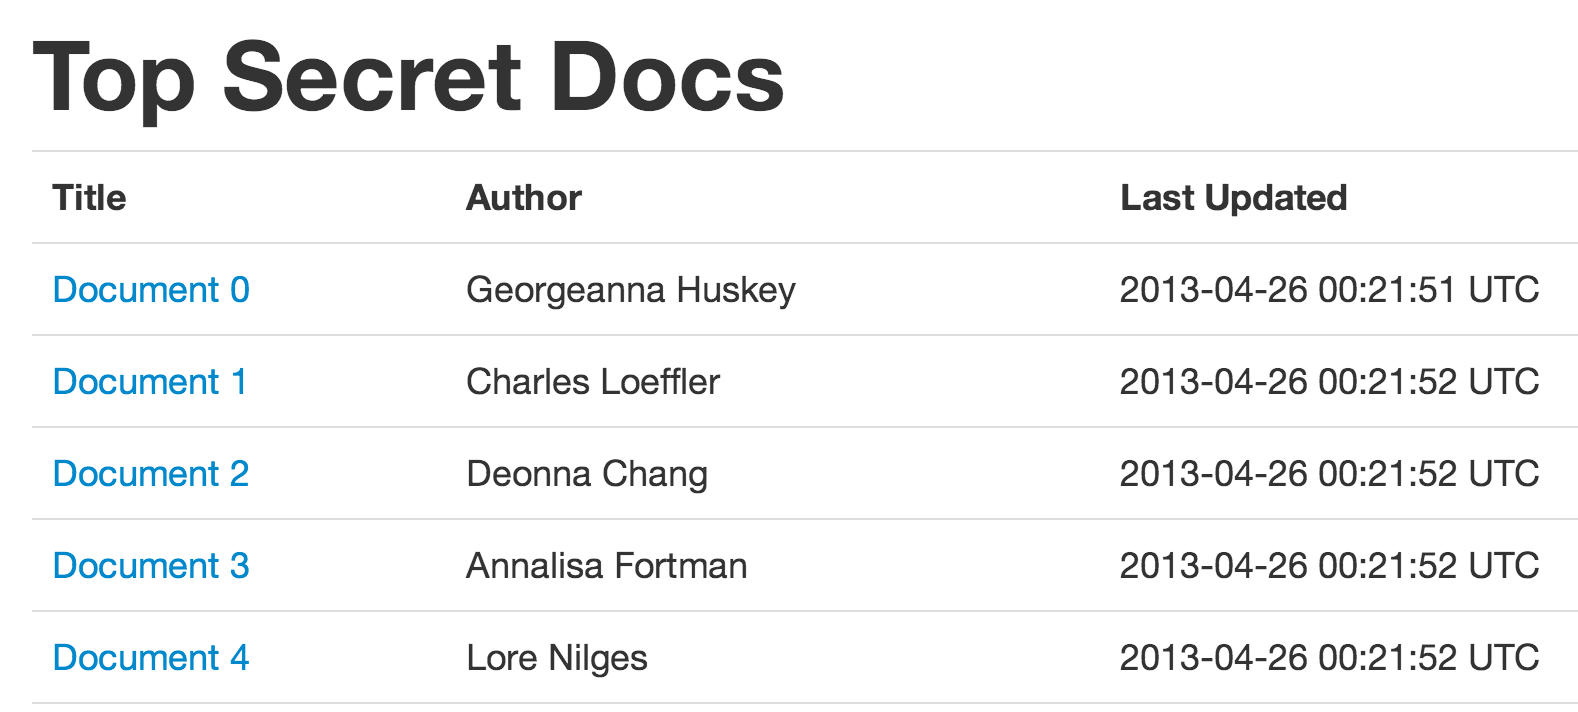 Top Secret Docs
Title Author Last Updated
Document 0 Georgeanna Huskey 2013-04-26 00:21:51 UTC
Document 1 Charles Loeffler 2013-04-26 00:21:52 UTC
Document 2 Deonna Chang 2013-04-26 00:21:52 UTC
Document 3 Annalisa Fortman 2013-04-26 00:21:52 UTC
Document 4 Lore Nilges 2013-04-26 00:21:52 UTC